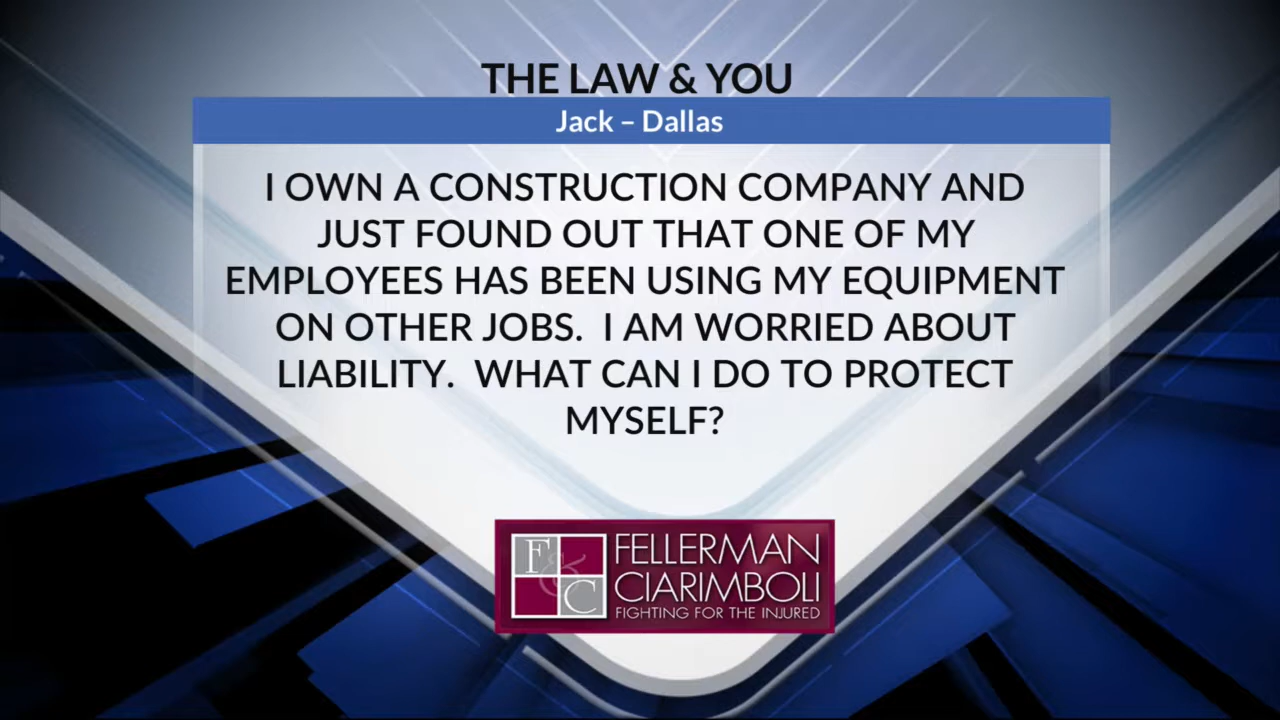 THE LAW & YOU
Jack – Dallas
I OWN A CONSTRUCTION COMPANY AND
JUST FOUND OUT THAT ONE OF MY
EMPLOYEES HAS BEEN USING MY EQUIPMENT
ON OTHER JOBS.  I AM WORRIED ABOUT
LIABILITY.  WHAT CAN I DO TO PROTECT
MYSELF?
F&C
FELLERMAN
CIARIMBOLI
FIGHTING FOR THE INJURED